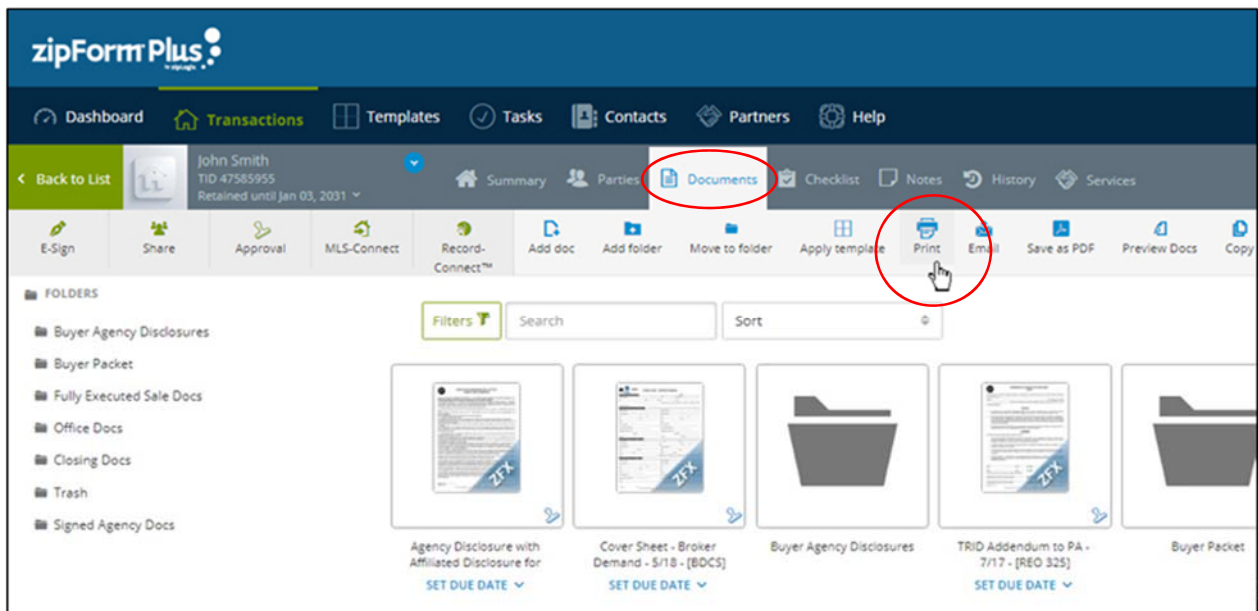 zipForm Plus
by zipLogix
Dashboard
Transactions
Templates
Tasks
Contacts
Partners
Help
Back to List
John Smith
TID 47585955
Retained until Jan 03, 2031
Summary
Parties
Documents
Checklist
Notes
History
Services
E-Sign
Share
Approval
MLS-Connect
Record-
Connect™
Add doc
Add folder
Move to folder
Apply template
Print
Email
Save as PDF
Preview Docs
Copy
FOLDERS
Buyer Agency Disclosures
Buyer Packet
Fully Executed Sale Docs
Office Docs
Closing Docs
Trash
Signed Agency Docs
Filters
Search
Sort
ZFX
ZFX
ZFX
Agency Disclosure with
Affiliated Disclosure for
SET DUE DATE
Cover Sheet - Broker
Demand - 5/18 - [BDCS]
SET DUE DATE
Buyer Agency Disclosures
TRID Addendum to PA -
7/17 - [REO 325]
SET DUE DATE
Buyer Packet